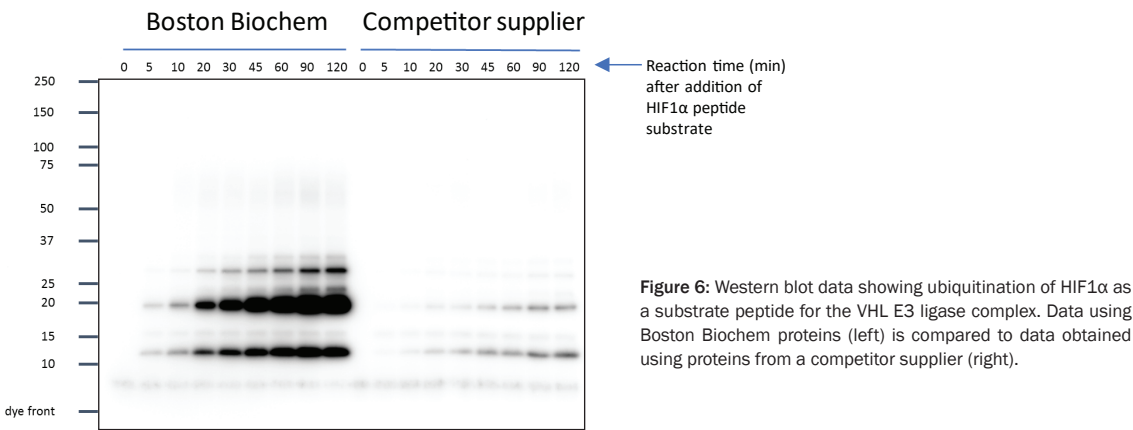 Boston Biochem Competitor supplier
0 5 10 20 30 45 60 90 120 0 5 10 20 30 45 60 90 120
Reaction time (min)
after addition of
HIF1α peptide
substrate
250
150
100
75
50
37
25
20
15
10
dye front
Figure 6: Western blot data showing ubiquitination of HIF1α as
a substrate peptide for the VHL E3 ligase complex. Data using
Boston Biochem proteins (left) is compared to data obtained
using proteins from a competitor supplier (right).